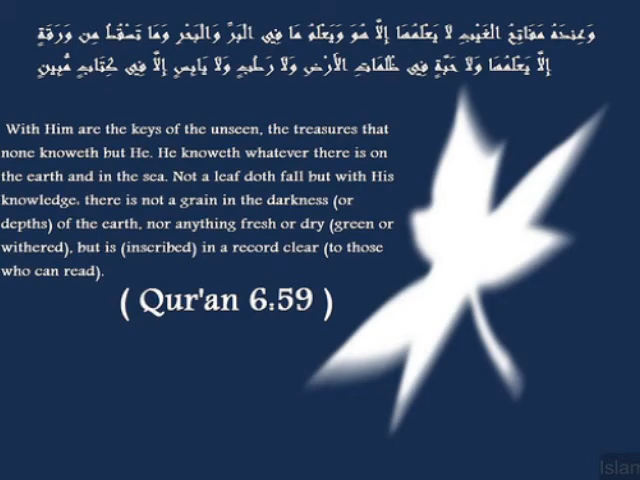 وَعِندَهُ مَفَاتِحُ الْغَيْبِ لَا يَعْلَمُهَا إِلَّا هُوَ وَيَعْلَمُ مَا فِي الْبَرِّ وَالْبَحْرِ وَمَا تَسْقُطُ مِن وَرَقَةٍ
إِلَّا يَعْلَمُهَا وَلَا حَبَّةٍ فِي ظُلُمَاتِ الْأَرْضِ وَلَا رَطْبٍ وَلَا يَابِسٍ إِلَّا فِي كِتَابٍ مُّبِينٍ
With Him are the keys of the unseen, the treasures that
none knoweth but He. He knoweth whatever there is on
the earth and in the sea. Not a leaf doth fall but with His
knowledge: there is not a grain in the darkness (or
depths) of the earth, nor anything fresh or dry (green or
withered), but is (inscribed) in a record clear (to those
who can read).
( Qur'an 6:59 )